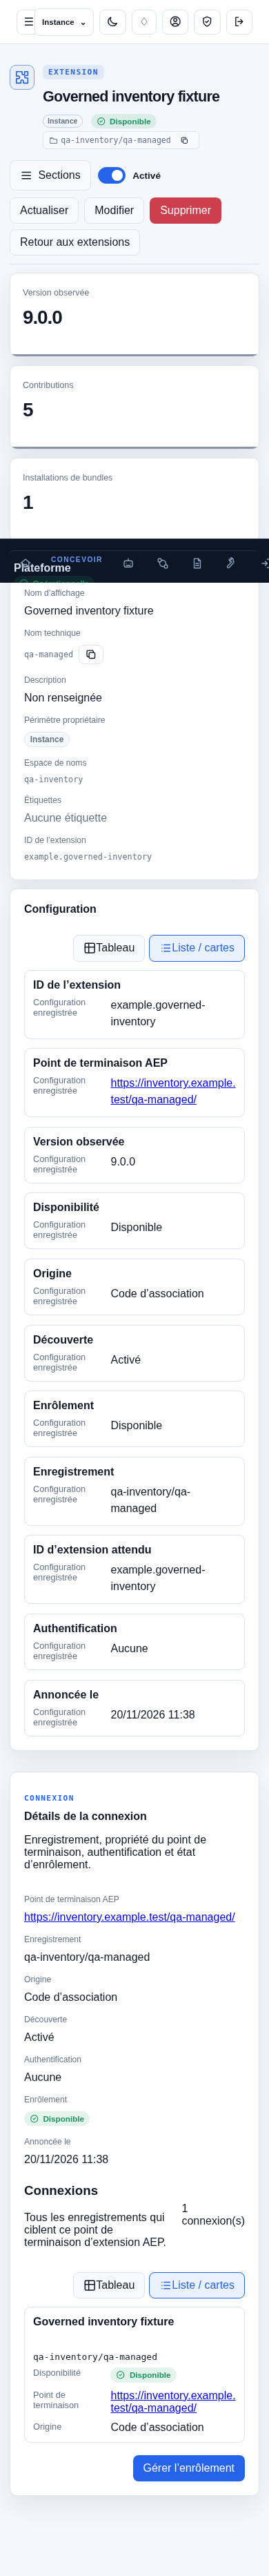 Instance
EXTENSION
Governed inventory fixture
Instance
Disponible
qa-inventory/qa-managed
Sections
Activé
Actualiser
Modifier
Supprimer
Retour aux extensions
Version observée
9.0.0
Contributions
5
Installations de bundles
1
CONCEVOIR
Plateforme
Nom d’affichage
Governed inventory fixture
Nom technique
qa-managed
Description
Non renseignée
Périmètre propriétaire
Instance
Espace de noms
qa-inventory
Étiquettes
Aucune étiquette
ID de l’extension
example.governed-inventory
Configuration
Tableau
Liste / cartes
ID de l’extension
Configuration
enregistrée
example.governed-
inventory
Point de terminaison AEP
Configuration
enregistrée
https://inventory.example.
test/qa-managed/
Version observée
Configuration
enregistrée
9.0.0
Disponibilité
Configuration
enregistrée
Disponible
Origine
Configuration
enregistrée
Code d’association
Découverte
Configuration
enregistrée
Activé
Enrôlement
Configuration
enregistrée
Disponible
Enregistrement
Configuration
enregistrée
qa-inventory/qa-
managed
ID d’extension attendu
Configuration
enregistrée
example.governed-
inventory
Authentification
Configuration
enregistrée
Aucune
Annoncée le
Configuration
enregistrée
20/11/2026 11:38
CONNEXION
Détails de la connexion
Enregistrement, propriété du point de
terminaison, authentification et état
d’enrôlement.
Point de terminaison AEP
https://inventory.example.test/qa-managed/
Enregistrement
qa-inventory/qa-managed
Origine
Code d’association
Découverte
Activé
Authentification
Aucune
Enrôlement
Disponible
Annoncée le
20/11/2026 11:38
Connexions
Tous les enregistrements qui
ciblent ce point de
terminaison d’extension AEP.
1
connexion(s)
Tableau
Liste / cartes
Governed inventory fixture
qa-inventory/qa-managed
Disponibilité
Disponible
Point de
terminaison
https://inventory.example.
test/qa-managed/
Origine
Code d’association
Gérer l’enrôlement